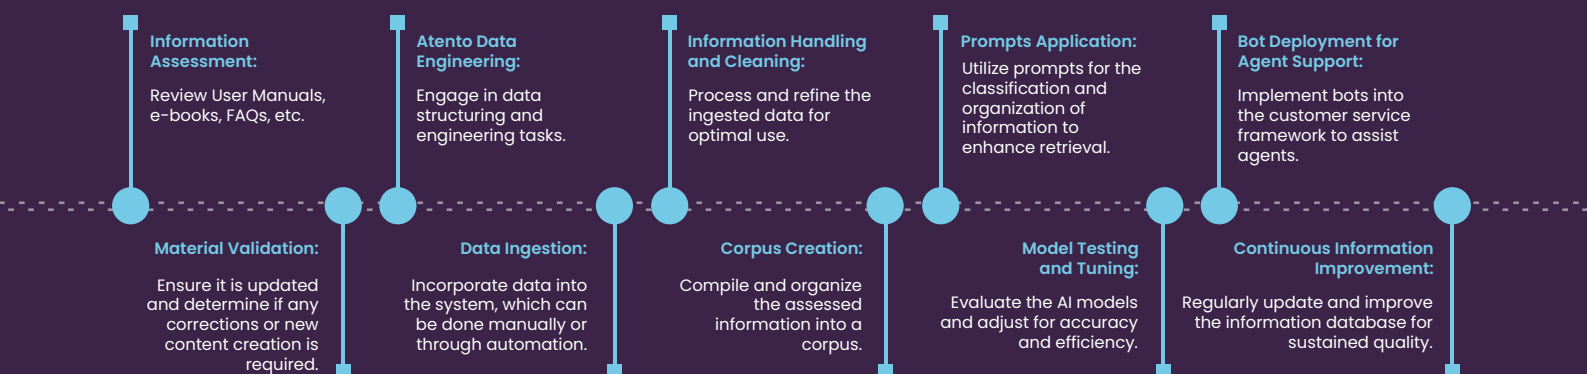 Information
Assessment:
Review User Manuals,
e-books, FAQs, etc.
Material Validation:
Ensure it is updated
and determine if any
corrections or new
content creation is
required.
Atento Data
Engineering:
Engage in data
structuring and
engineering tasks.
Data Ingestion:
Incorporate data into
the system, which can
be done manually or
through automation.
Information Handling
and Cleaning:
Process and refine the
ingested data for
optimal use.
Corpus Creation:
Compile and organize
the assessed
information into a
corpus.
Prompts Application:
Utilize prompts for the
classification and
organization of
information to
enhance retrieval.
Model Testing
and Tuning:
Evaluate the AI models
and adjust for accuracy
and efficiency.
Bot Deployment for
Agent Support:
Implement bots into
the customer service
framework to assist
agents.
Continuous Information
Improvement:
Regularly update and improve
the information database for
sustained quality.